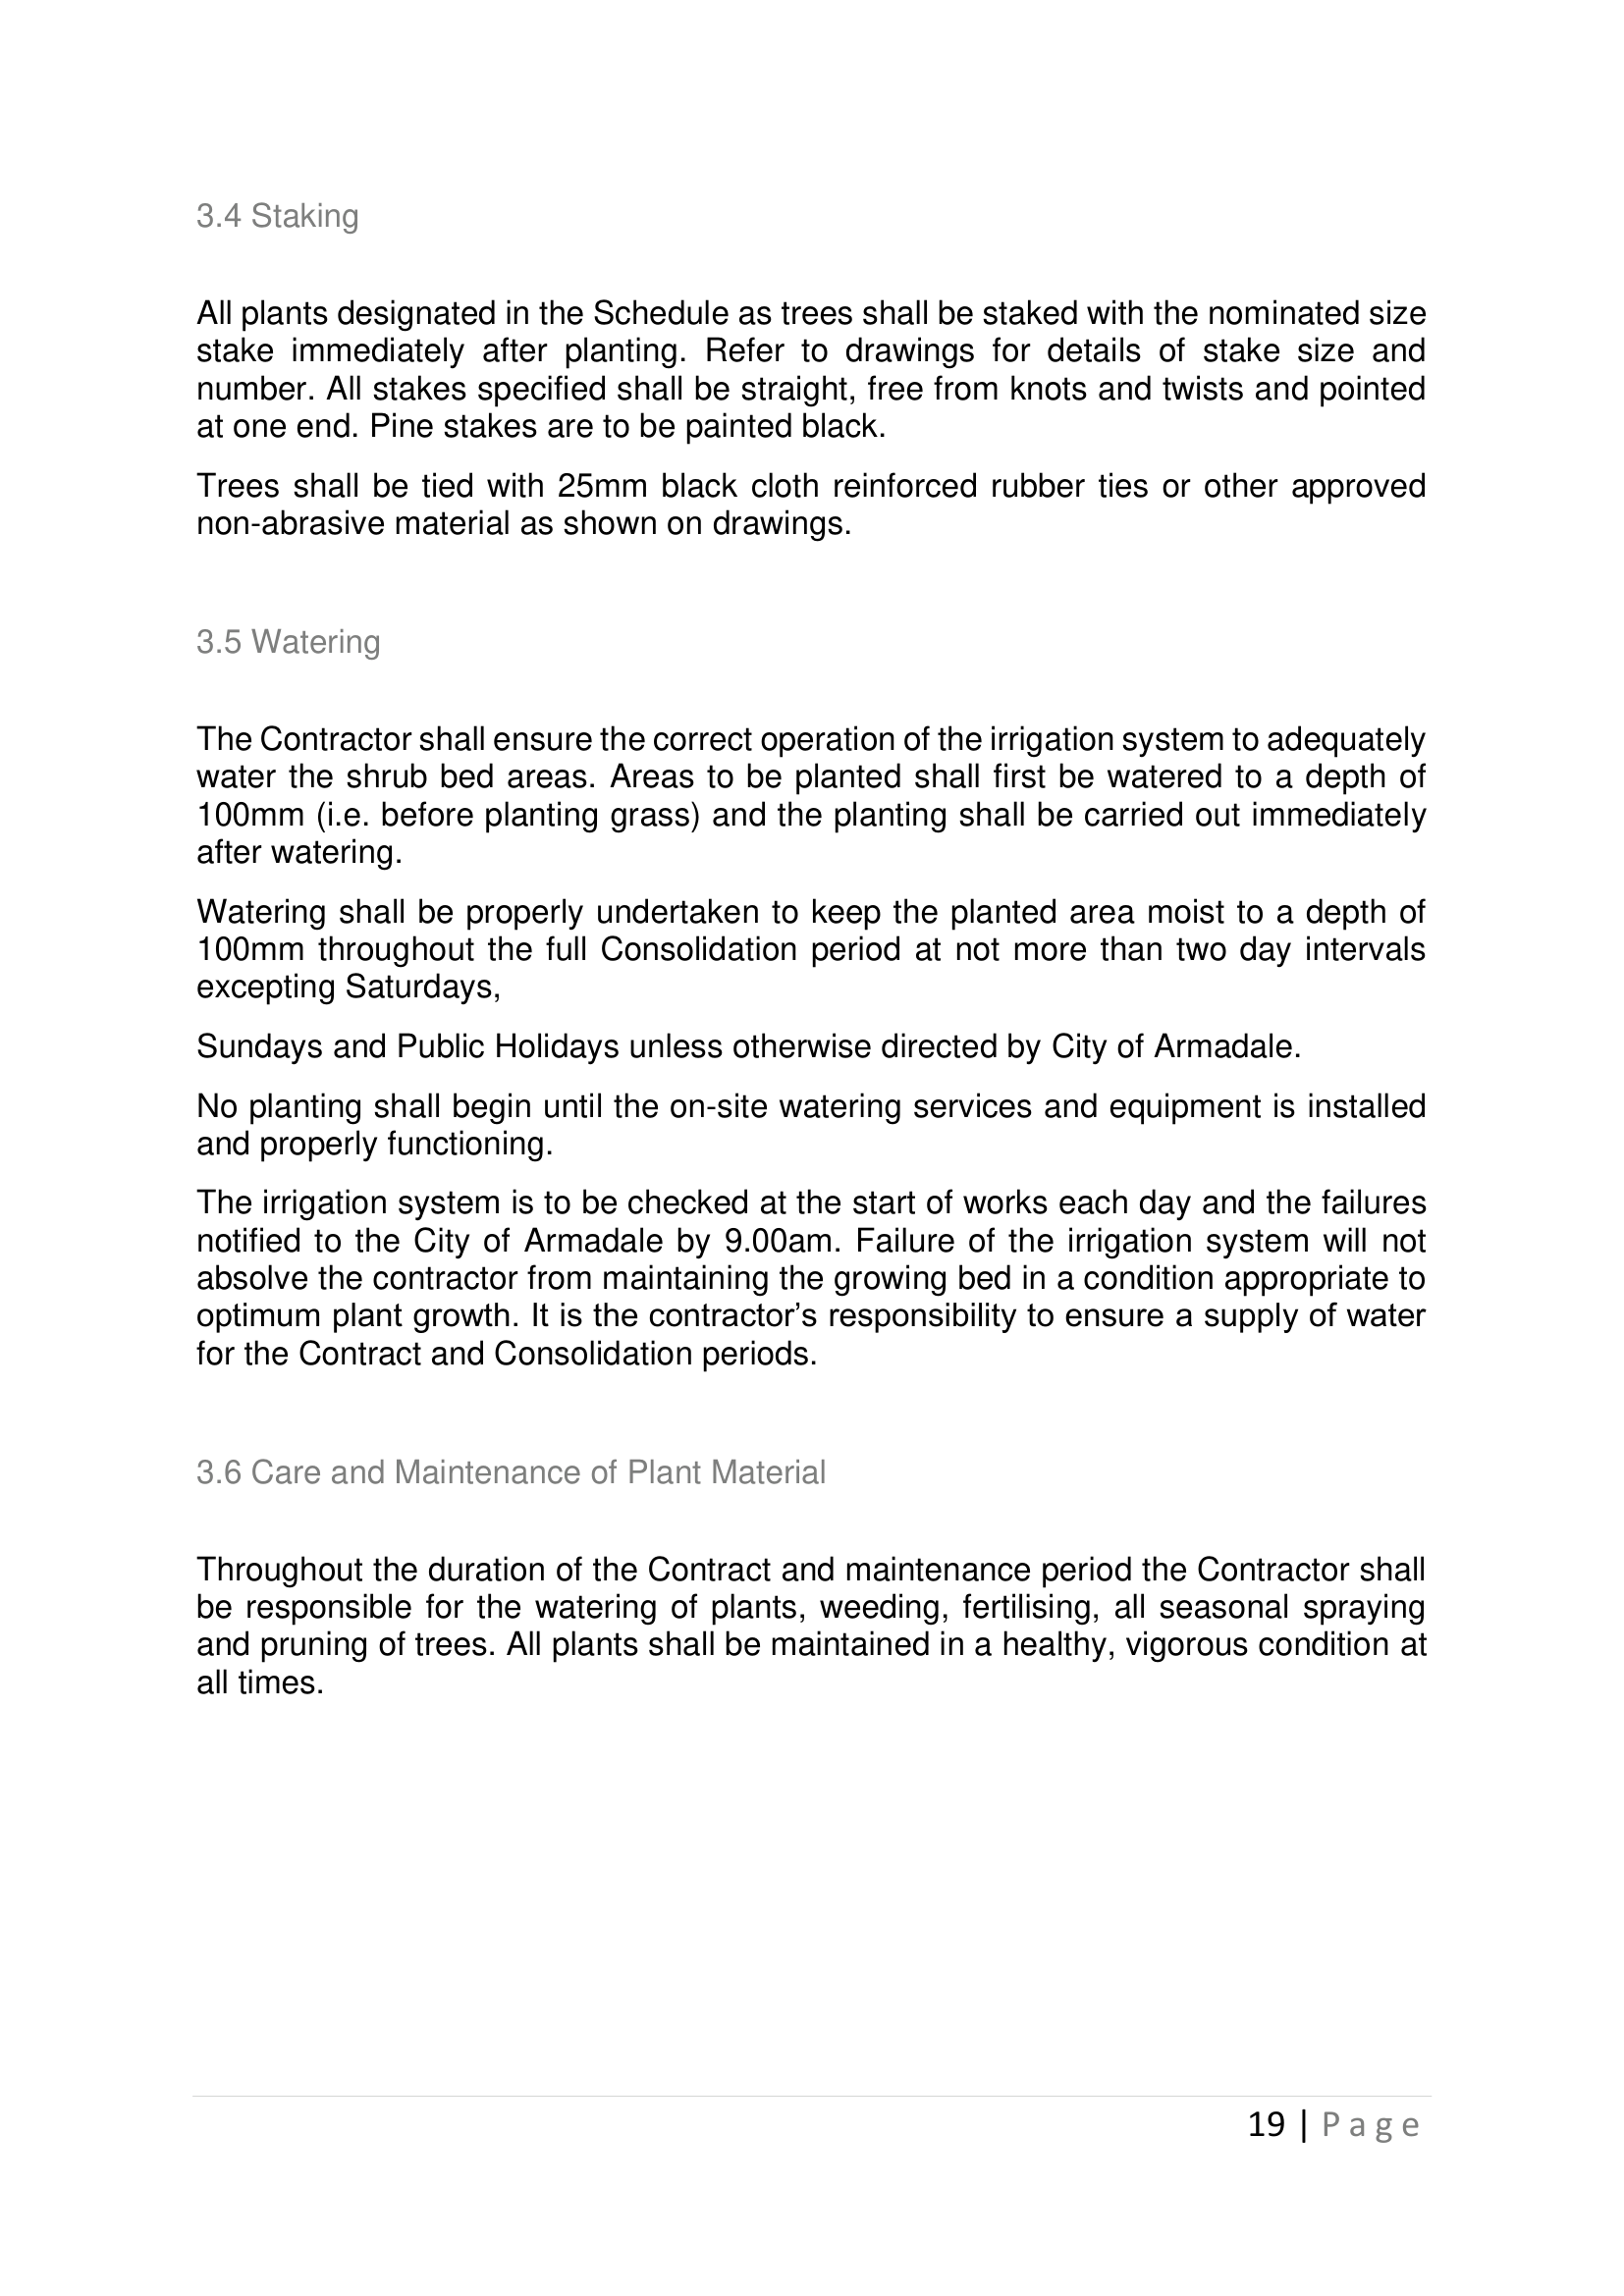 3.4 Staking
All plants designated in the Schedule as trees shall be staked with the nominated size
stake immediately after planting. Refer to drawings for details of stake size and
number. All stakes specified shall be straight, free from knots and twists and pointed
at one end. Pine stakes are to be painted black.
Trees shall be tied with 25mm black cloth reinforced rubber ties or other approved
non-abrasive material as shown on drawings.
3.5 Watering
The Contractor shall ensure the correct operation of the irrigation system to adequately
water the shrub bed areas. Areas to be planted shall first be watered to a depth of
100mm (i.e. before planting grass) and the planting shall be carried out immediately
after watering.
Watering shall be properly undertaken to keep the planted area moist to a depth of
100mm throughout the full Consolidation period at not more than two day intervals
excepting Saturdays,
Sundays and Public Holidays unless otherwise directed by City of Armadale.
No planting shall begin until the on-site watering services and equipment is installed
and properly functioning.
The irrigation system is to be checked at the start of works each day and the failures
notified to the City of Armadale by 9.00am. Failure of the irrigation system will not
absolve the contractor from maintaining the growing bed in a condition appropriate to
optimum plant growth. It is the contractor’s responsibility to ensure a supply of water
for the Contract and Consolidation periods.
3.6 Care and Maintenance of Plant Material
Throughout the duration of the Contract and maintenance period the Contractor shall
be responsible for the watering of plants, weeding, fertilising, all seasonal spraying
and pruning of trees. All plants shall be maintained in a healthy, vigorous condition at
all times.
19 | Page